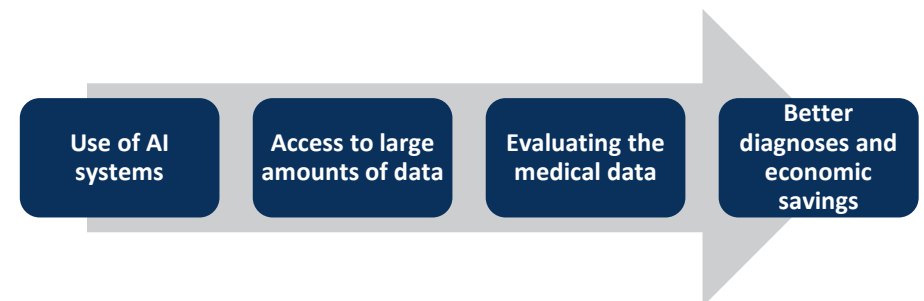 Use of AI
systems
Access to large
amounts of data
Evaluating the
medical data
Better
diagnoses and
economic
savings